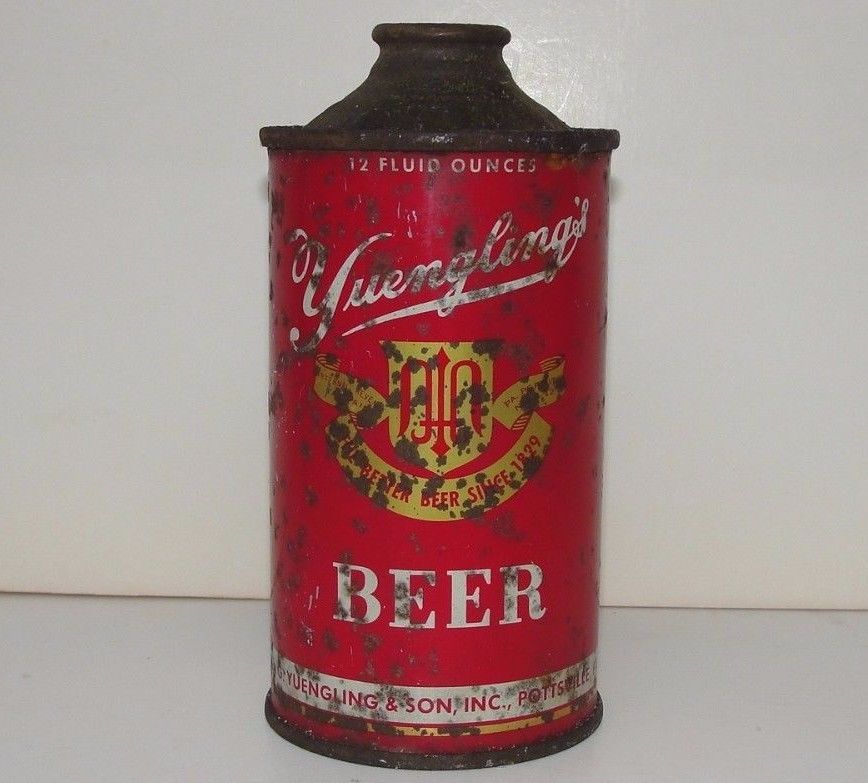 12 FLUID OUNCES
Yuengling's
BETTER BEER SINCE 1829
BEER
G. YUENGLING & SON, INC., POTTSVILLE